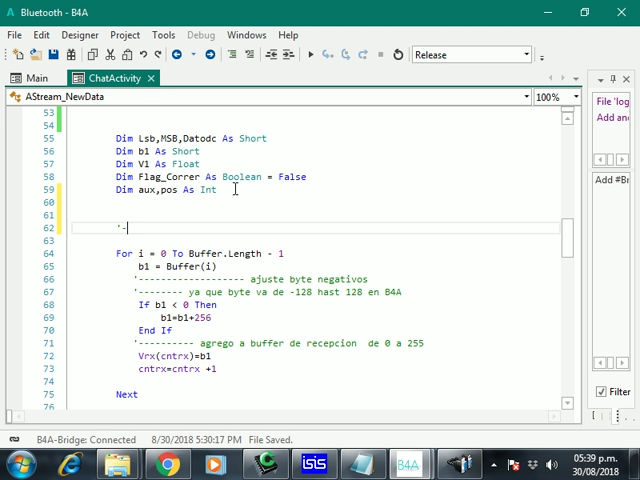 Bluetooth - B4A
File Edit Designer Project Tools Debug Windows Help
Release
Main ChatActivity
AStream_NewData 100%
53
54
55 Dim Lsb,MSB,Datodc As Short
56 Dim b1 As Short
57 Dim V1 As Float
58 Dim Flag_Correr As Boolean = False
59 Dim aux,pos As Int
60
61
62 '-
63
64 For i = 0 To Buffer.Length - 1
65 b1 = Buffer(i)
66 '------------------- ajuste byte negativos
67 '-------- ya que byte va de -128 hast 128 en B4A
68 If b1 < 0 Then
69 b1=b1+256
70 End If
71 '---------- agrego a buffer de recepcion de 0 a 255
72 Vrx(cntrx)=b1
73 cntrx=cntrx +1
74
75 Next
76
File 'log
Add and
Add #Br
Filter
B4A-Bridge: Connected 8/30/2018 5:30:17 PM File Saved.
isis
B4A
05:39 p.m.
30/08/2018